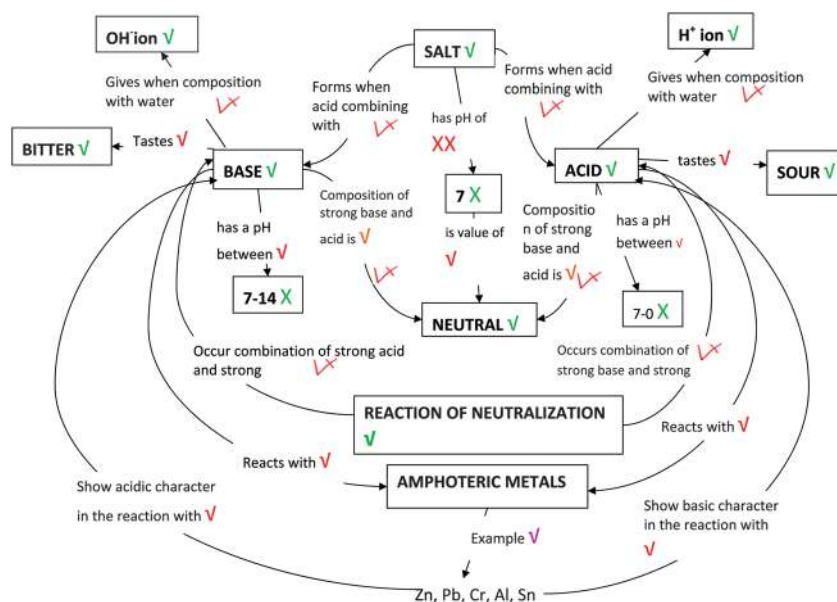 OH⁻ion √
SALT √
H⁺ ion √
Gives when composition
with water √×
Forms when
acid combining
with √×
Forms when acid
combining with √×
Gives when composition
with water √×
has pH of
XX
BITTER √
Tastes √
BASE √
ACID √
tastes √
SOUR √
7 X
Composition of
strong base and
acid is √
√×
is value of
√
Compositio
n of strong
base and
acid is √ √×
has a pH
between √
has a pH
between √
7-14 X
7-0 X
NEUTRAL √
Occur combination of strong acid
and strong √×
Occurs combination of
strong base and strong √×
REACTION OF NEUTRALIZATION
√
Reacts with √
Reacts with √
AMPHOTERIC METALS
Show acidic character
in the reaction with √
Show basic character
in the reaction with
√
Example √
Zn, Pb, Cr, Al, Sn